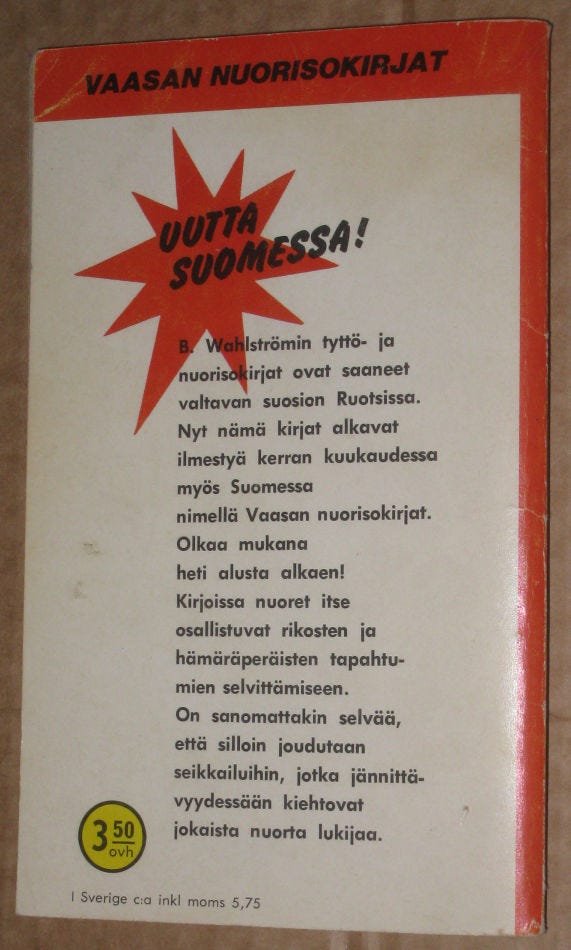 VAASAN NUORISOKIRJAT
UUTTA
SUOMESSA!
B. Wahlströmin tyttö- ja
nuorisokirjat ovat saaneet
valtavan suosion Ruotsissa.
Nyt nämä kirjat alkavat
ilmestyä kerran kuukaudessa
myös Suomessa
nimellä Vaasan nuorisokirjat.
Olkaa mukana
heti alusta alkaen!
Kirjoissa nuoret itse
osallistuvat rikosten ja
hämäräperäisten tapahtu-
mien selvittämiseen.
On sanomattakin selvää,
että silloin joudutaan
seikkailuihin, jotka jännittä-
vyydessään kiehtovat
jokaista nuorta lukijaa.
3 50
ovh
I Sverige c:a inkl moms 5,75